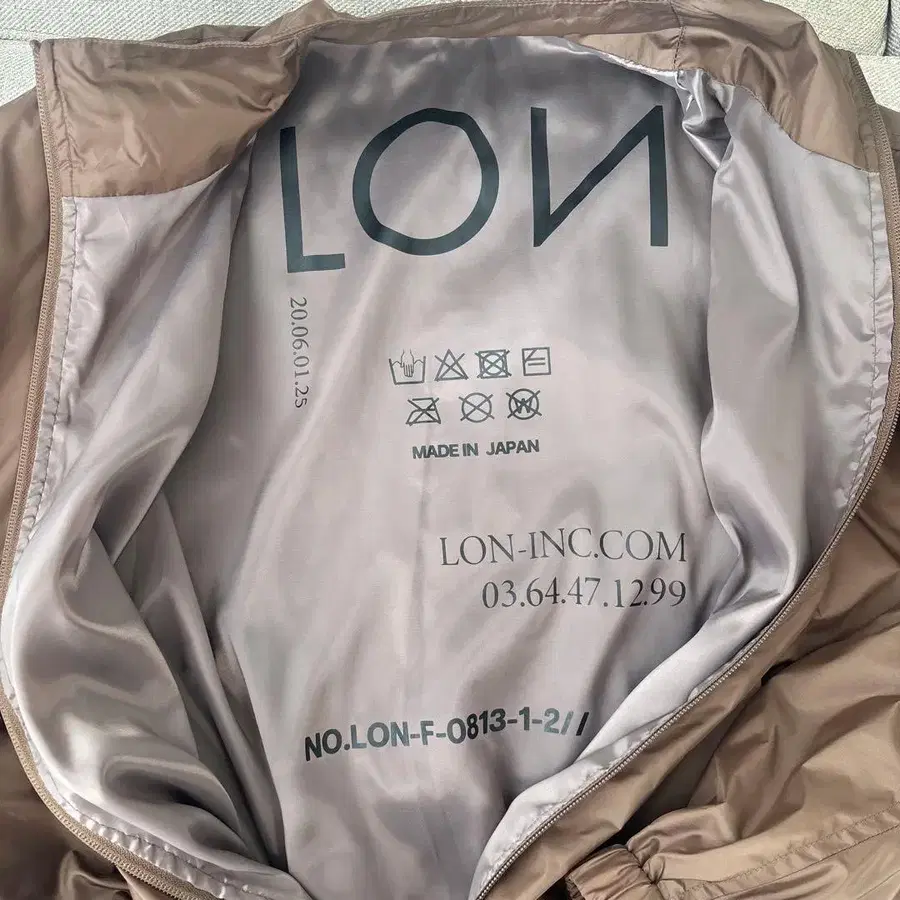 LON
20.06.01.25
MADE IN JAPAN
LON-INC.COM
03.64.47.12.99
NO.LON-F-0813-1-2//